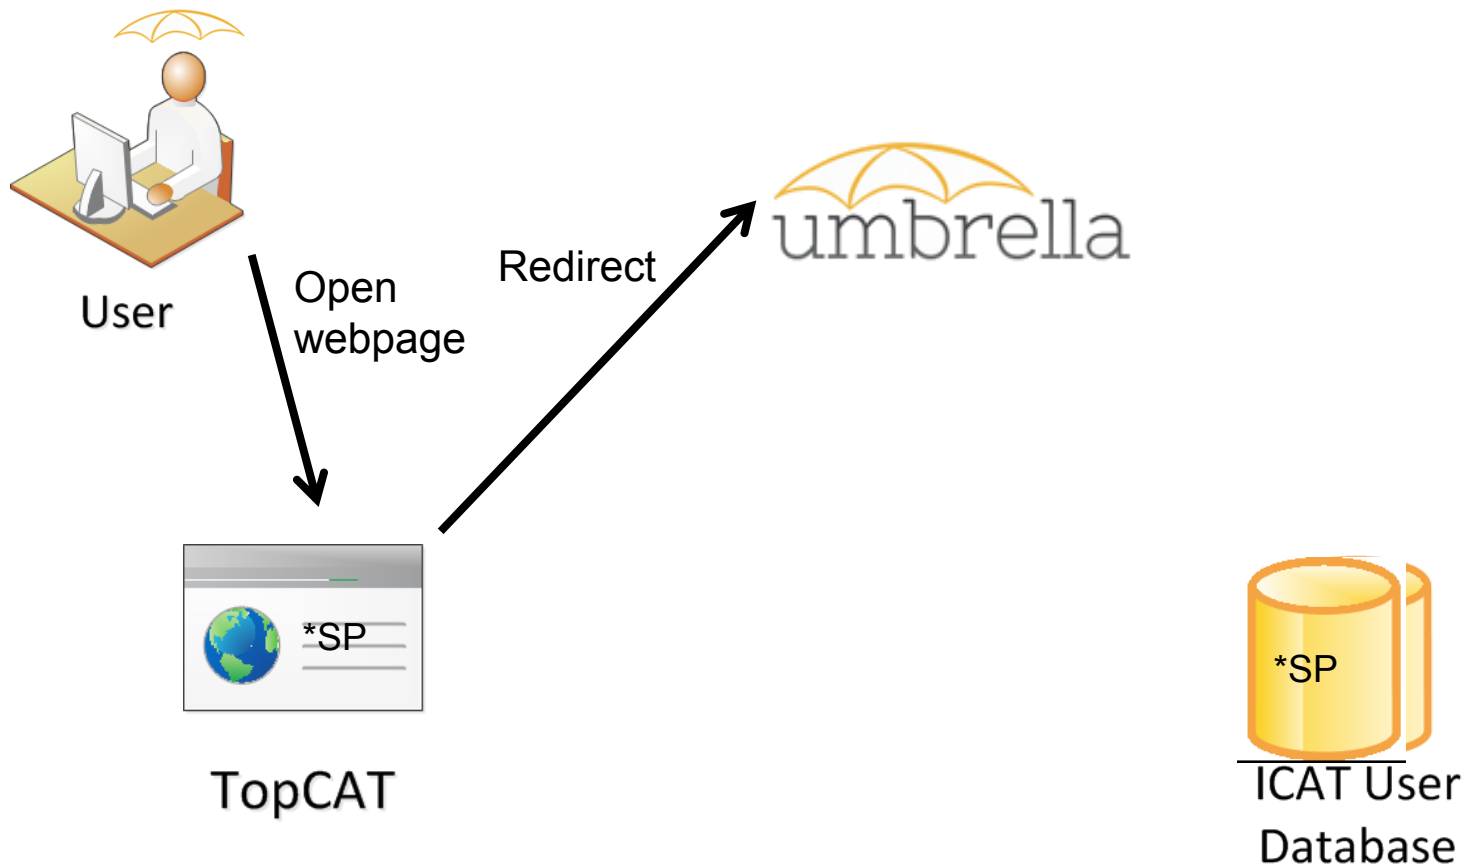 umbrella
Redirect
Open
webpage
User
*SP
*SP
TopCAT
ICAT User
Database